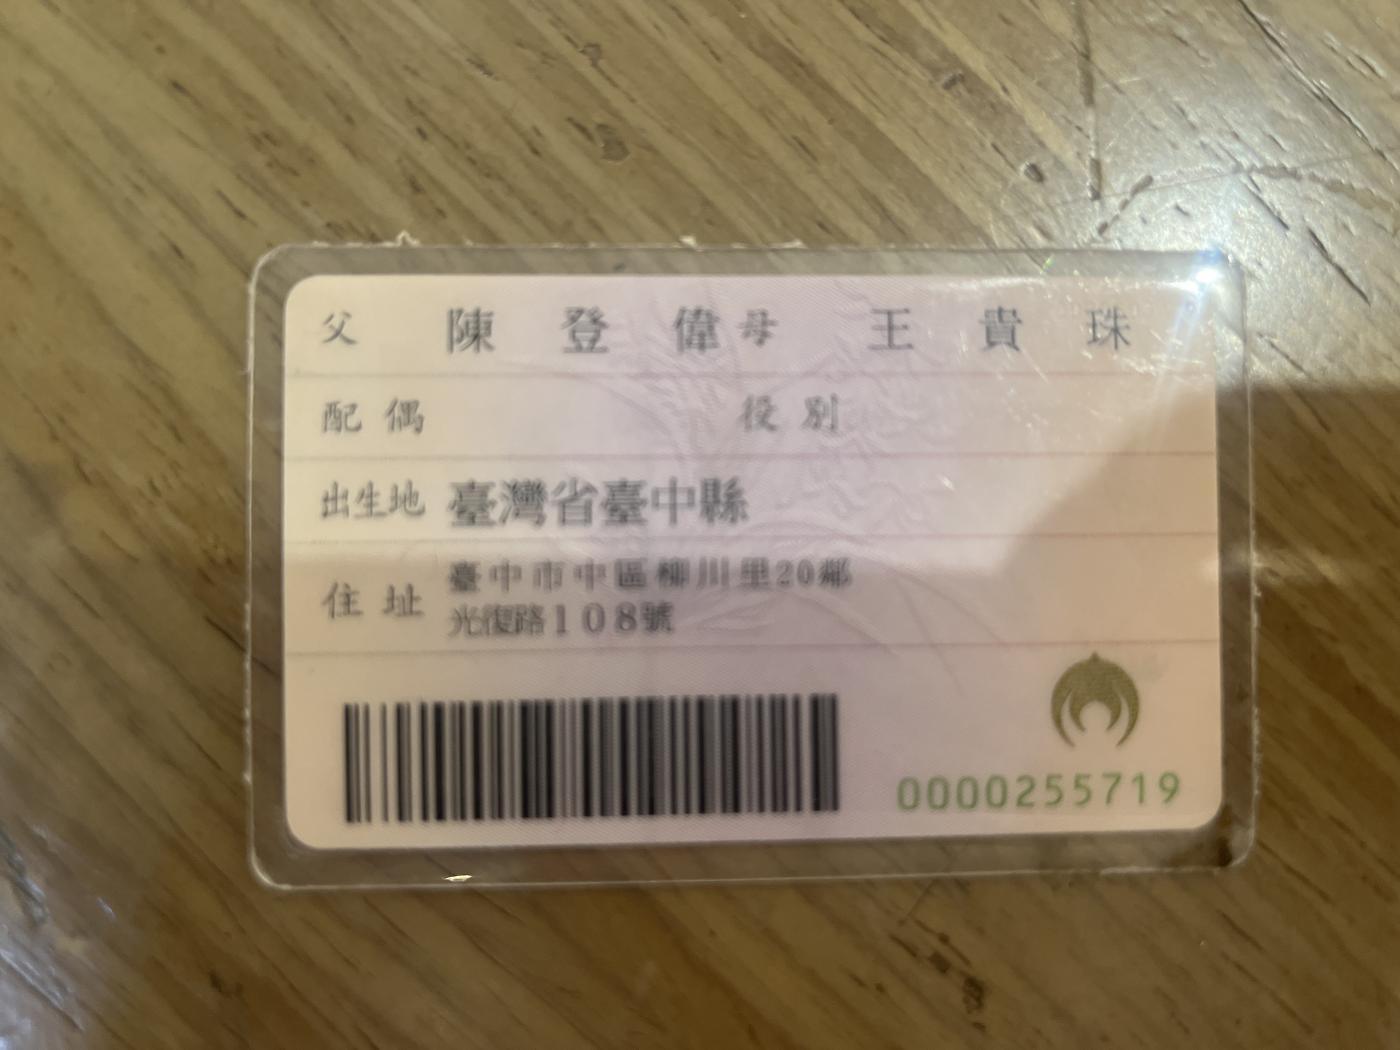 父 陳登偉 母 王貴珠
配偶 役別
出生地 臺灣省臺中縣
住址 臺中市中區柳川里20鄰
光復路108號
0000255719